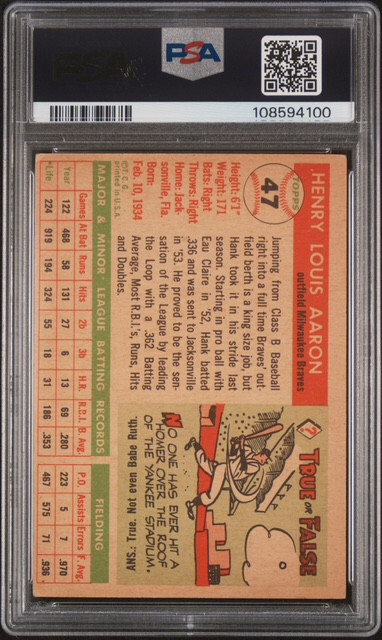 PSA
108594100
TOPPS
47
HENRY LOUIS AARON
outfield Milwaukee Braves
Height: 6'1"
Weight: 171
Bats: Right
Throws: Right
Home: Jack-
sonville, Fla.
Born:
Feb. 10, 1934
©T. C. G.
printed in U.S.A.
Jumping from Class B Baseball
right into a full time Braves' out-
field berth is a king size job, but
Hank took it in his stride last
season. Starting in pro ball with
Eau Claire in '52, Hank batted
.336 and was sent to Jacksonville
in '53. He proved to be the sen-
sation of the League by leading
the Loop with a .362 Batting
Average, Most R.B.I.'s, Runs, Hits
and Doubles.
?
TRUE OR FALSE
NO ONE HAS EVER HIT A
HOMER OVER THE ROOF
OF THE YANKEE STADIUM.
ANS.: True. Not even Babe Ruth.
MAJOR & MINOR LEAGUE BATTING RECORDS
FIELDING
Games At Bat Runs Hits 2b 3b H.R. R.B.I. B. Avg. P.O. Assists Errors F. Avg.
Year 122 468 58 131 27 6 13 69 .280 223 5 7 .970
Life 224 919 194 324 55 18 31 186 .353 467 575 71 .936